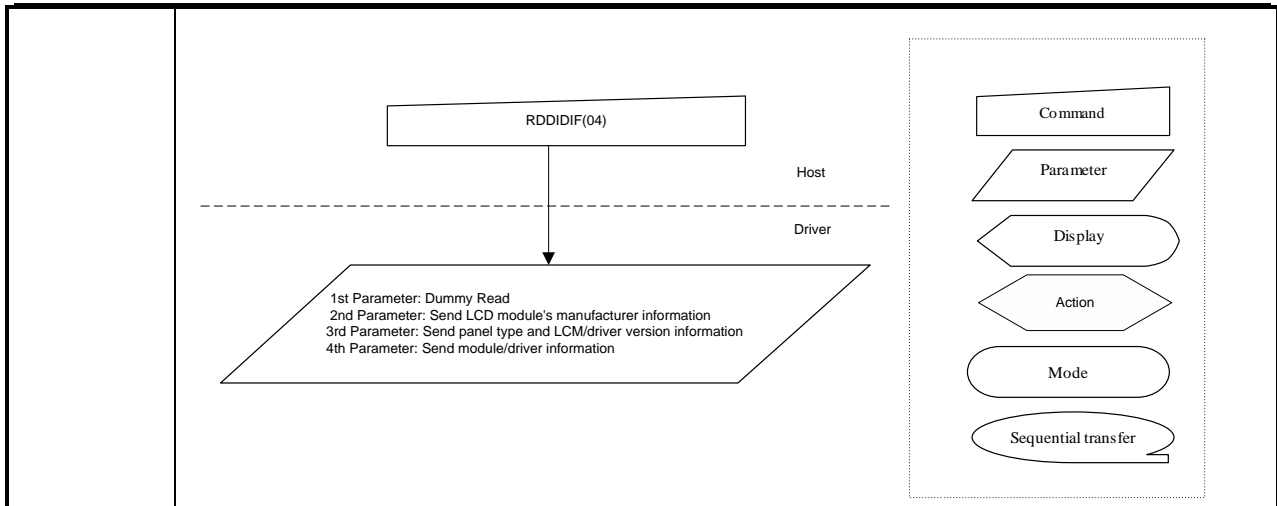 RDDIDIF(04)
Host
Driver
1st Parameter: Dummy Read
2nd Parameter: Send LCD module's manufacturer information
3rd Parameter: Send panel type and LCM/driver version information
4th Parameter: Send module/driver information
Command
Parameter
Display
Action
Mode
Sequential transfer